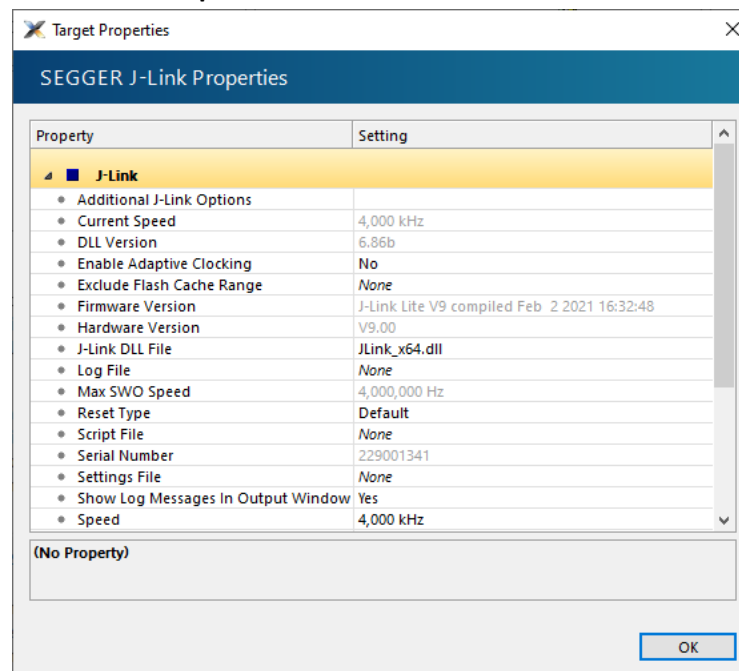 Target Properties
SEGGER J-Link Properties
Property Setting
J-Link
Additional J-Link Options
Current Speed 4,000 kHz
DLL Version 6.86b
Enable Adaptive Clocking No
Exclude Flash Cache Range None
Firmware Version J-Link Lite V9 compiled Feb  2 2021 16:32:48
Hardware Version V9.00
J-Link DLL File JLink_x64.dll
Log File None
Max SWO Speed 4,000,000 Hz
Reset Type Default
Script File None
Serial Number 229001341
Settings File None
Show Log Messages In Output Window Yes
Speed 4,000 kHz
(No Property)
OK